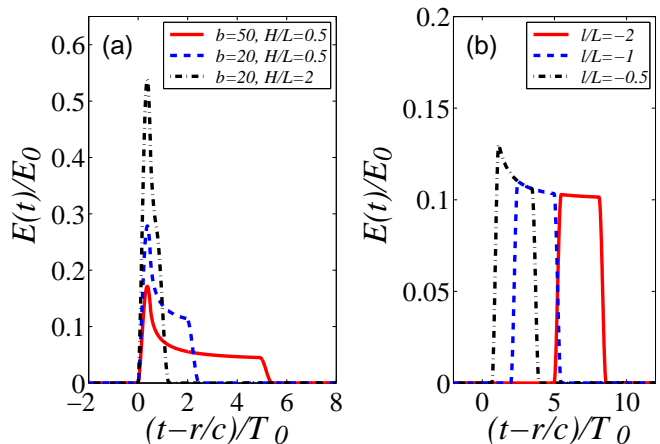 (a)
b=50, H/L=0.5
b=20, H/L=0.5
b=20, H/L=2
E(t)/E0
0.6
0.5
0.4
0.3
0.2
0.1
0
−2 0 2 4 6 8
(t−r/c)/T0
(b)
l/L=−2
l/L=−1
l/L=−0.5
E(t)/E0
0.2
0.15
0.1
0.05
0
0 5 10
(t−r/c)/T0